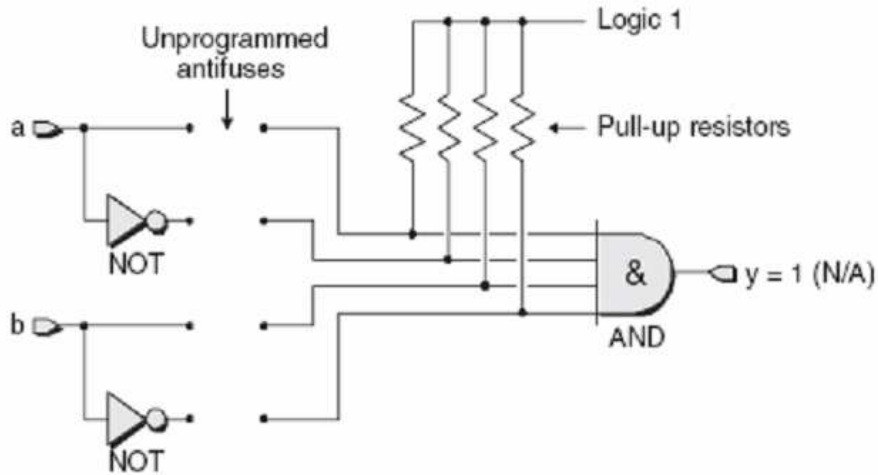 Logic 1
Unprogrammed
antifuses
a
Pull-up resistors
NOT
&
y = 1 (N/A)
b
AND
NOT